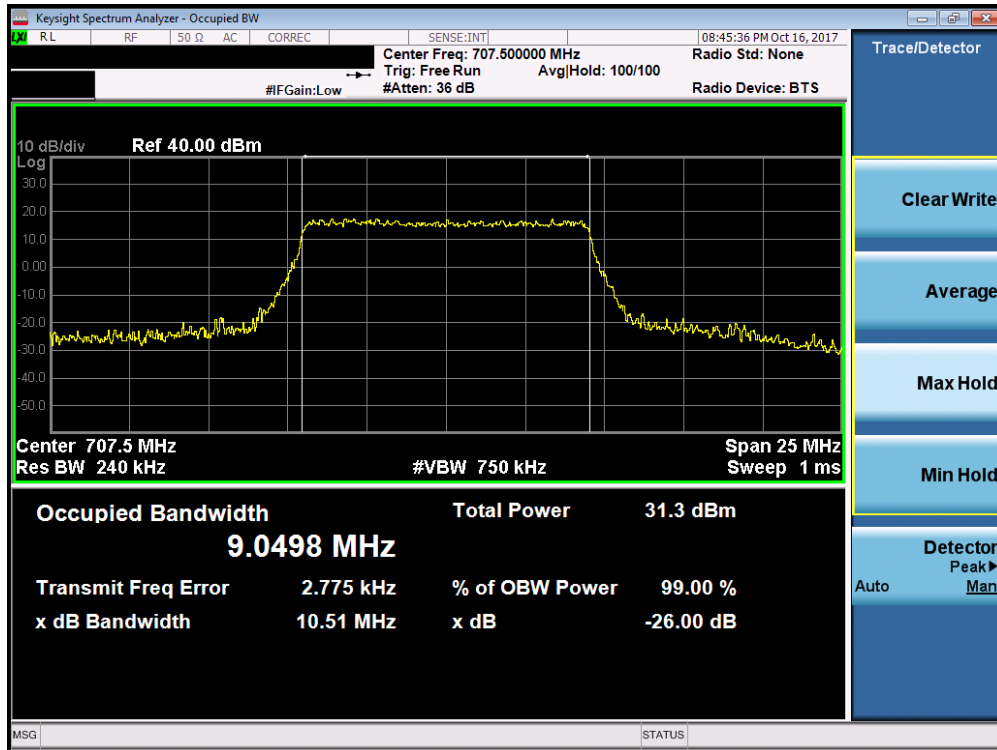 Keysight Spectrum Analyzer - Occupied BW
LXI RL RF 50 Ω AC CORREC SENSE:INT 08:45:36 PM Oct 16, 2017
Center Freq: 707.500000 MHz Radio Std: None
Trig: Free Run Avg|Hold: 100/100
#IFGain:Low #Atten: 36 dB Radio Device: BTS
10 dB/div Ref 40.00 dBm
Log
30.0
20.0
10.0
0.00
-10.0
-20.0
-30.0
-40.0
-50.0
Center 707.5 MHz Span 25 MHz
Res BW 240 kHz #VBW 750 kHz Sweep 1 ms
Occupied Bandwidth Total Power 31.3 dBm
9.0498 MHz
Transmit Freq Error 2.775 kHz % of OBW Power 99.00 %
x dB Bandwidth 10.51 MHz x dB -26.00 dB
MSG STATUS
Trace/Detector
Clear Write
Average
Max Hold
Min Hold
Detector
Peak▶
Auto Man